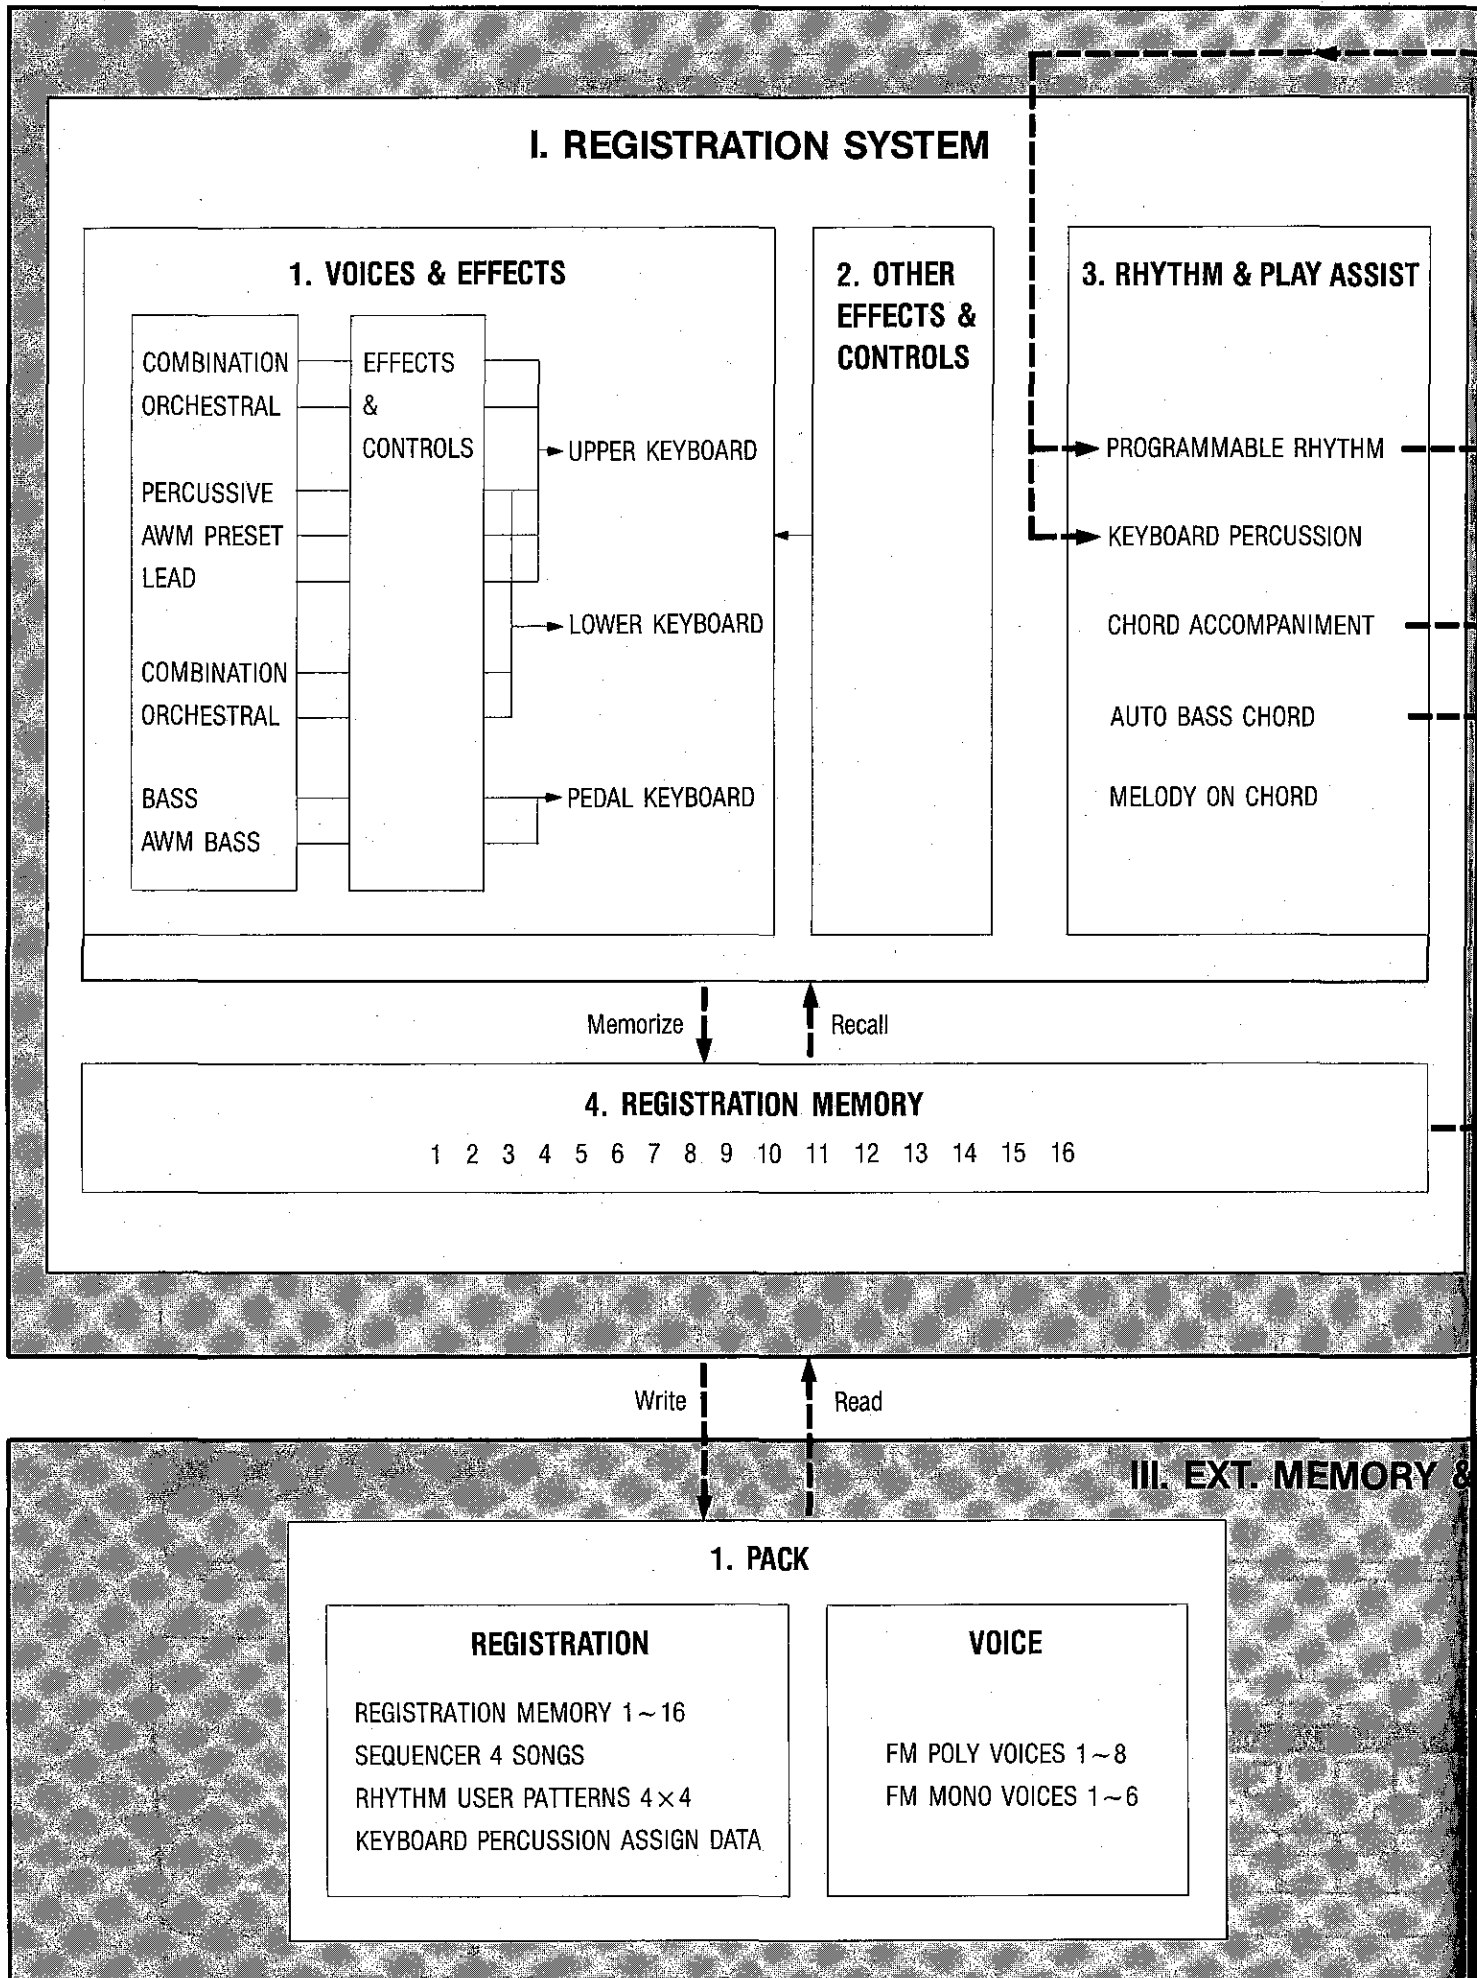 I. REGISTRATION SYSTEM
1. VOICES & EFFECTS
COMBINATION
ORCHESTRAL
PERCUSSIVE
AWM PRESET
LEAD
COMBINATION
ORCHESTRAL
BASS
AWM BASS
EFFECTS
&
CONTROLS
UPPER KEYBOARD
LOWER KEYBOARD
PEDAL KEYBOARD
2. OTHER
EFFECTS &
CONTROLS
3. RHYTHM & PLAY ASSIST
PROGRAMMABLE RHYTHM
KEYBOARD PERCUSSION
CHORD ACCOMPANIMENT
AUTO BASS CHORD
MELODY ON CHORD
Memorize
Recall
4. REGISTRATION MEMORY
1 2 3 4 5 6 7 8 9 10 11 12 13 14 15 16
Write
Read
III. EXT. MEMORY &
1. PACK
REGISTRATION
REGISTRATION MEMORY 1~16
SEQUENCER 4 SONGS
RHYTHM USER PATTERNS 4×4
KEYBOARD PERCUSSION ASSIGN DATA
VOICE
FM POLY VOICES 1~8
FM MONO VOICES 1~6